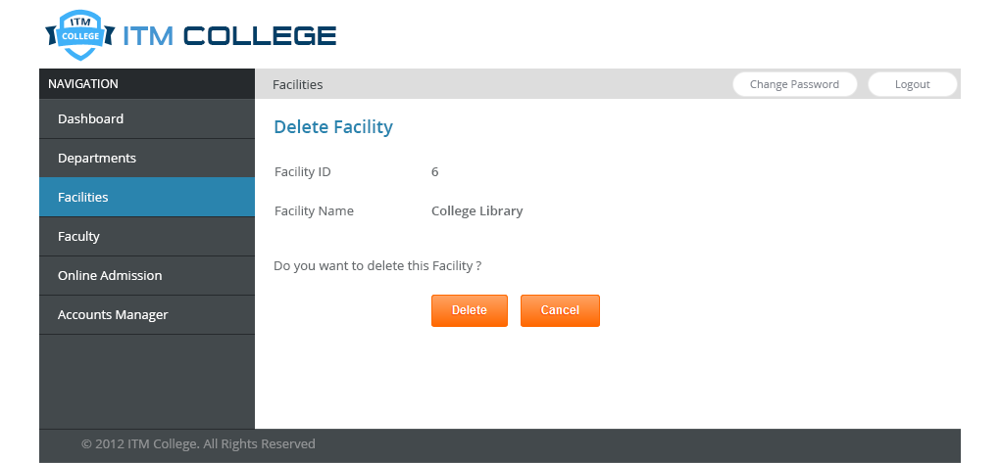 ITM
COLLEGE
ITM COLLEGE
NAVIGATION
Facilities
Change Password
Logout
Dashboard
Departments
Facilities
Faculty
Online Admission
Accounts Manager
Delete Facility
Facility ID 6
Facility Name College Library
Do you want to delete this Facility ?
Delete Cancel
© 2012 ITM College. All Rights Reserved